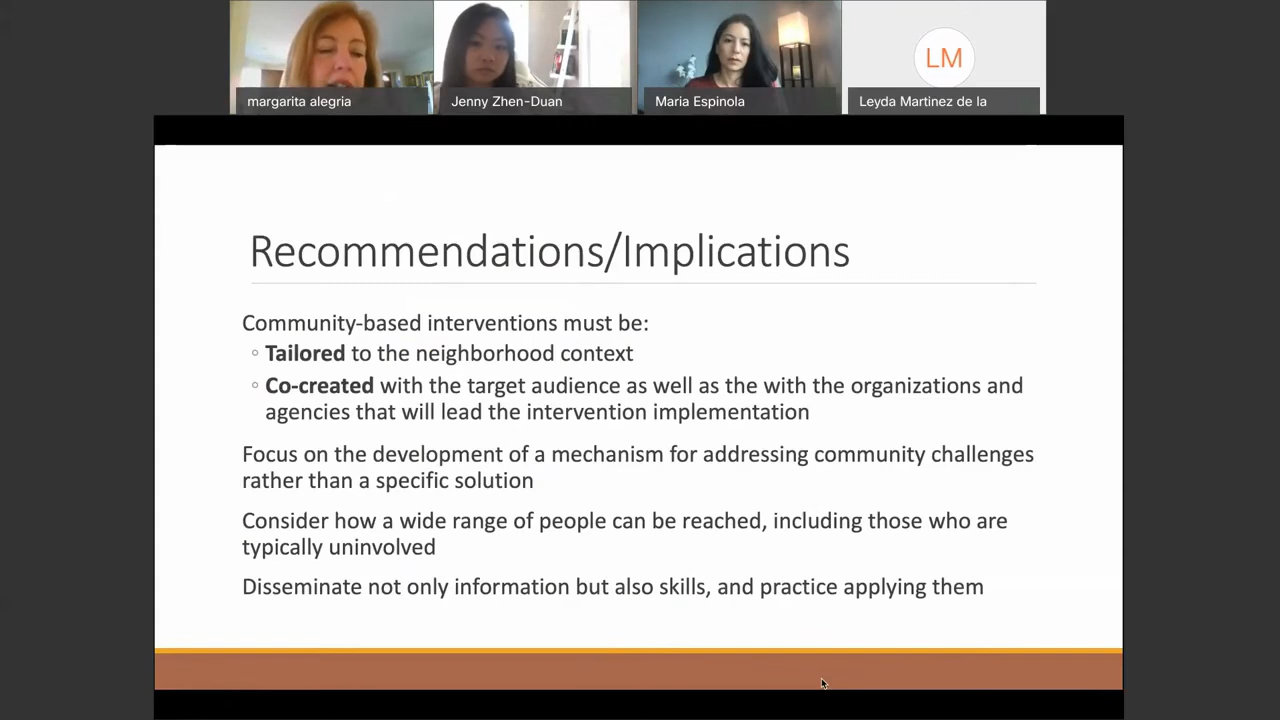 margarita alegria
Jenny Zhen-Duan
Maria Espinola
LM
Leyda Martinez de la
Recommendations/Implications
Community-based interventions must be:
◦ Tailored to the neighborhood context
◦ Co-created with the target audience as well as the with the organizations and
agencies that will lead the intervention implementation
Focus on the development of a mechanism for addressing community challenges
rather than a specific solution
Consider how a wide range of people can be reached, including those who are
typically uninvolved
Disseminate not only information but also skills, and practice applying them